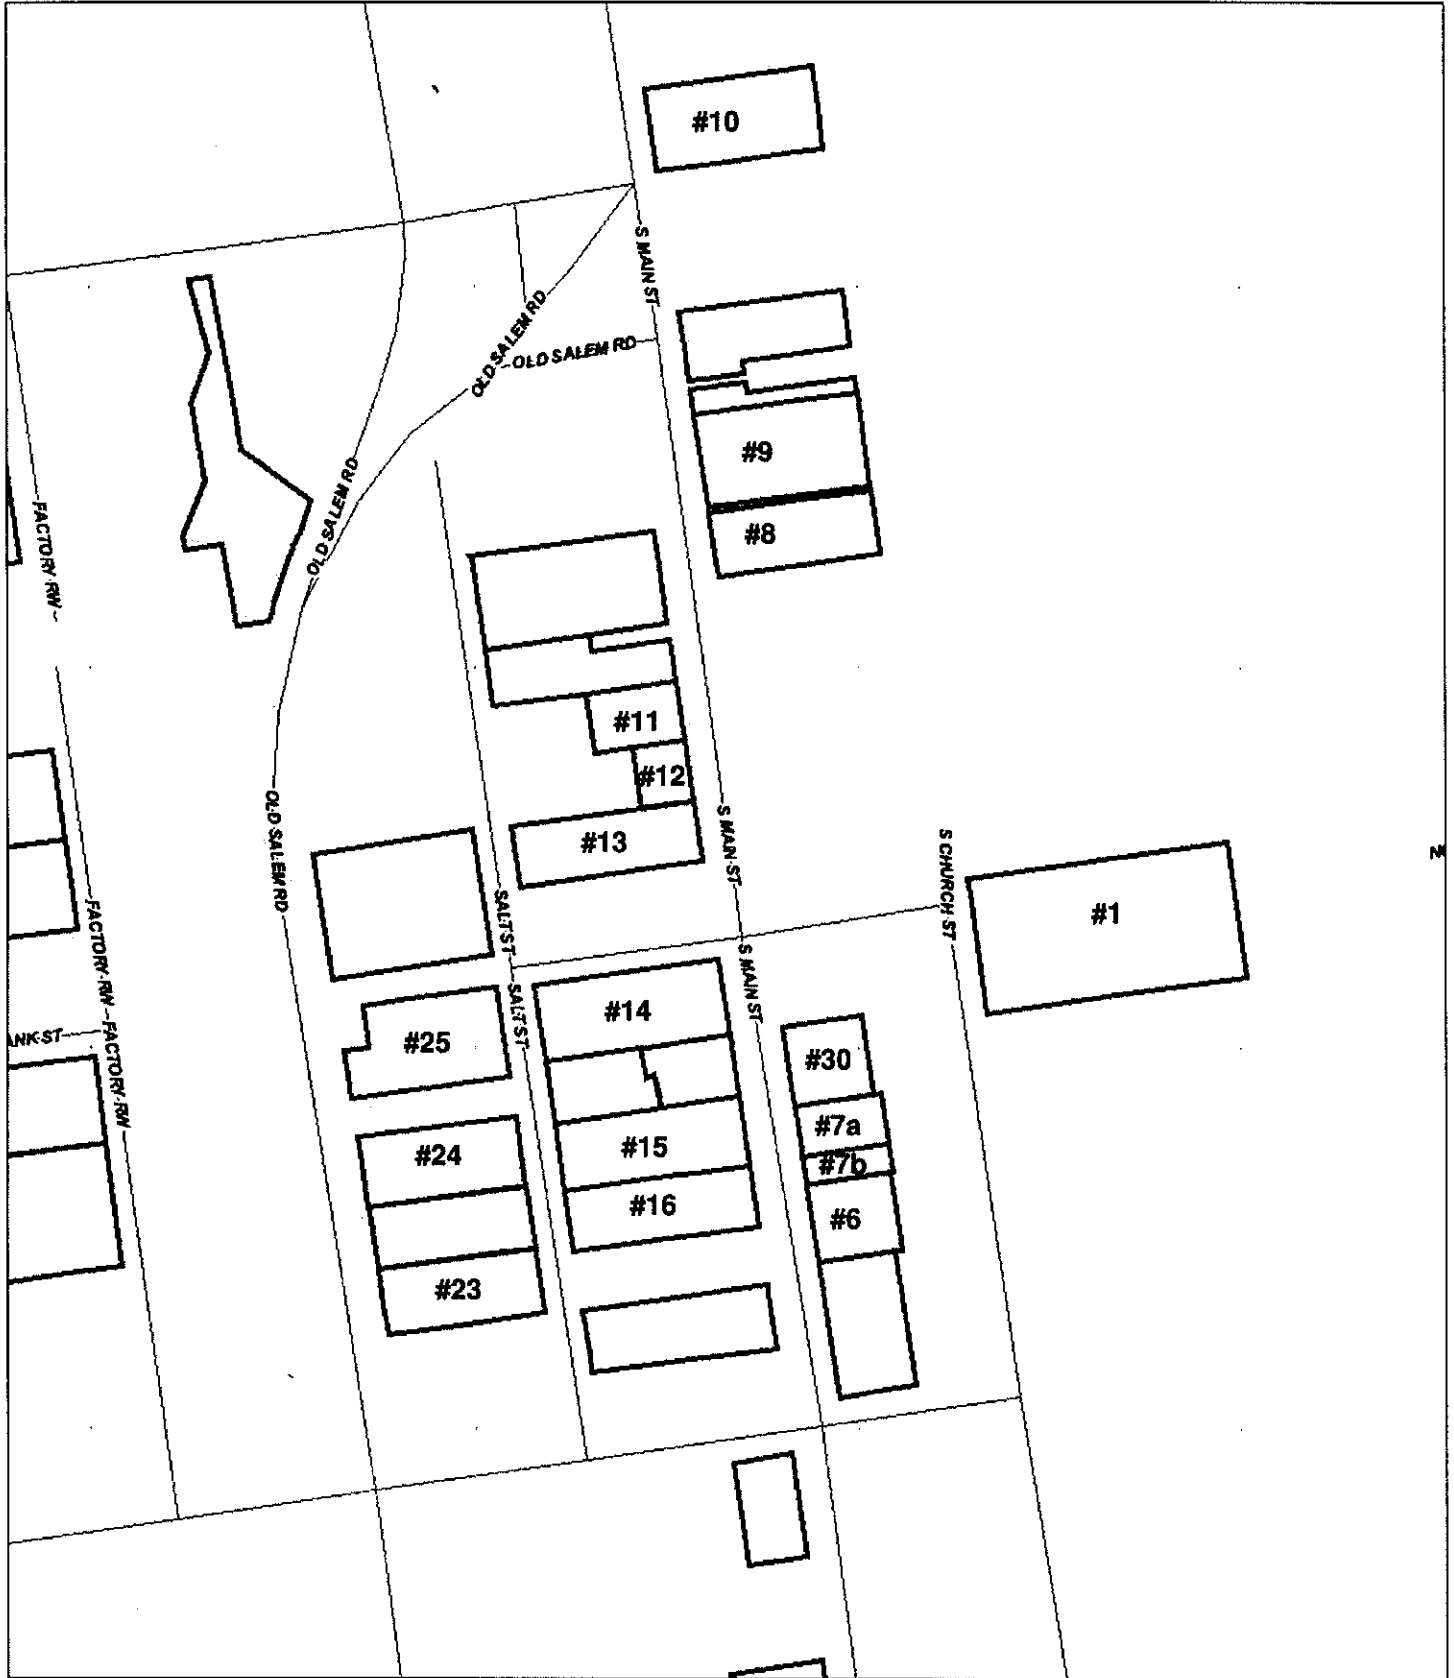 #10
S MAIN ST
OLD SALEM RD
OLD SALEM RD
#9
OLD SALEM RD
FACTORY RW
#8
#11
#12
S MAIN ST
#13
OLD SALEM RD
S CHURCH ST
#1
SALT ST
FACTORY RW
S MAIN ST
#14
SALT ST
#25
ANK ST
FACTORY RW
#30
#7a
#24
#15
#7b
#16
#6
#23
N